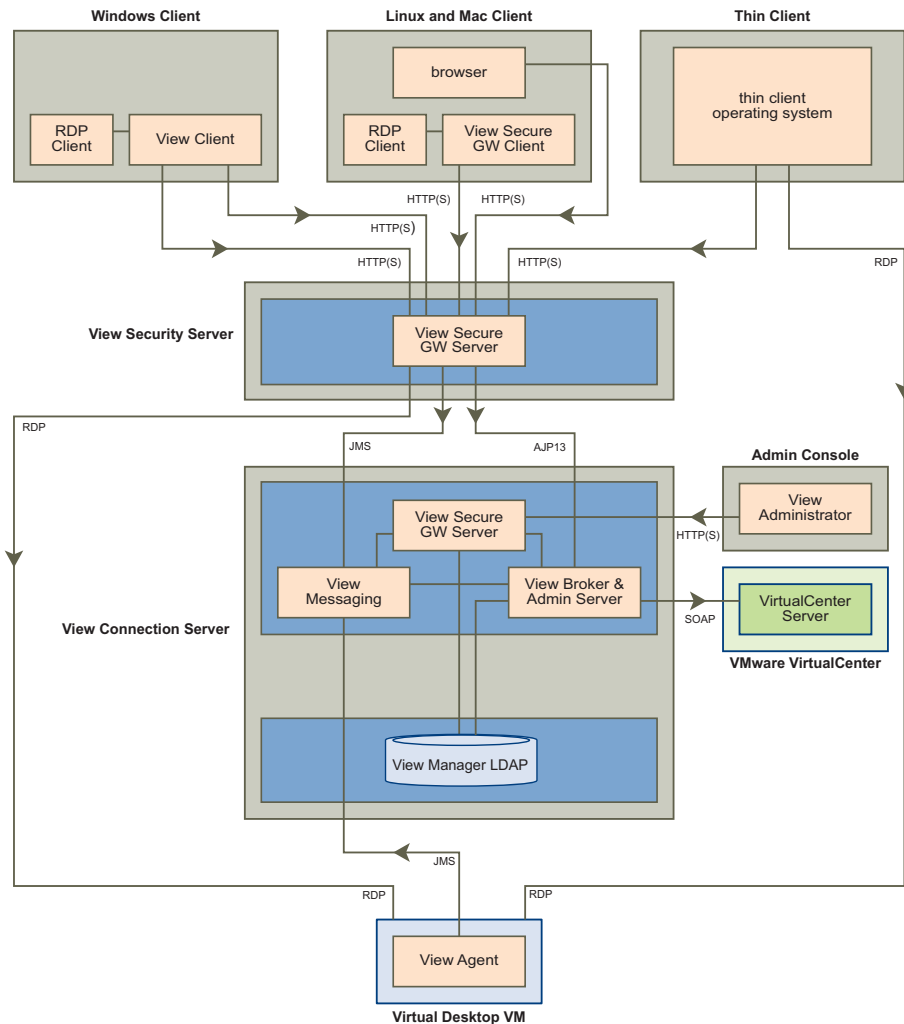 Windows Client
Linux and Mac Client
Thin Client
browser
thin client
operating system
RDP
Client
View Client
RDP
Client
View Secure
GW Client
HTTP(S)
HTTP(S)
HTTP(S)
HTTP(S)
HTTP(S)
RDP
View Security Server
View Secure
GW Server
RDP
JMS
AJP13
Admin Console
View
Administrator
HTTP(S)
View Secure
GW Server
View
Messaging
View Broker &
Admin Server
SOAP
VirtualCenter
Server
VMware VirtualCenter
View Connection Server
View Manager LDAP
JMS
RDP
RDP
View Agent
Virtual Desktop VM